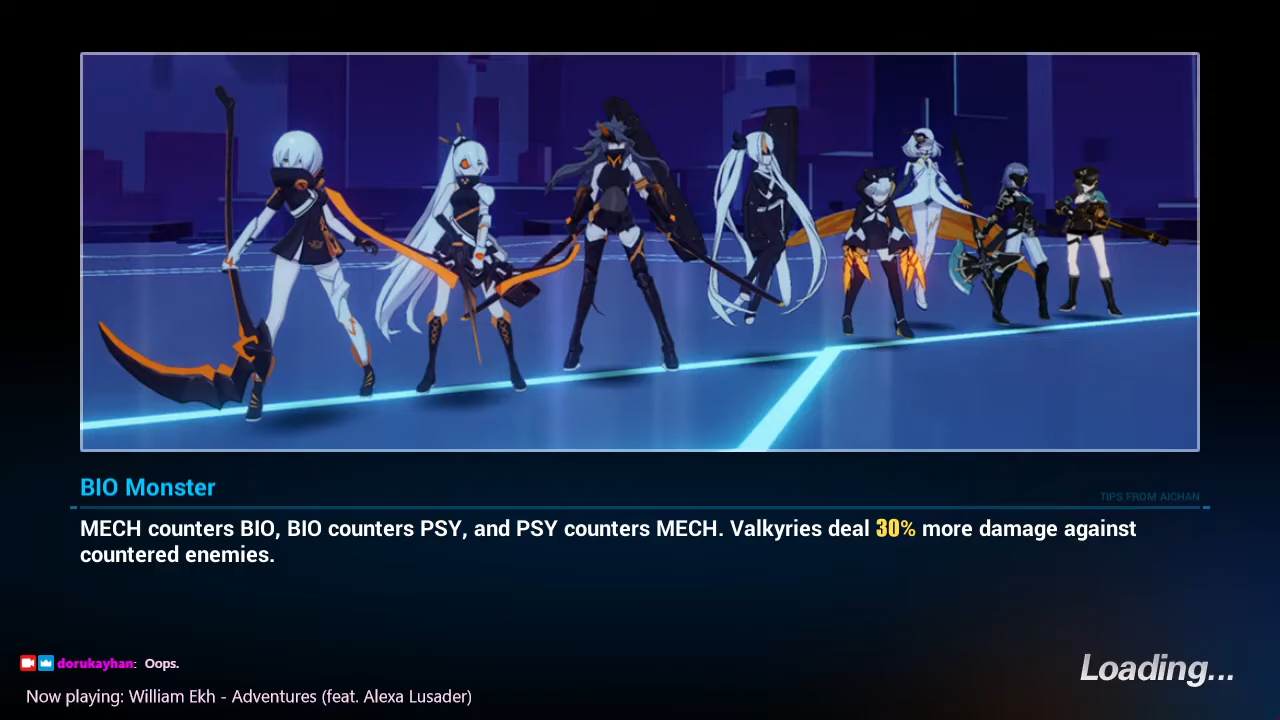 BIO Monster
TIPS FROM AICHAN
MECH counters BIO, BIO counters PSY, and PSY counters MECH. Valkyries deal 30% more damage against
countered enemies.
dorukayhan: Oops.
Loading...
Now playing: William Ekh - Adventures (feat. Alexa Lusader)